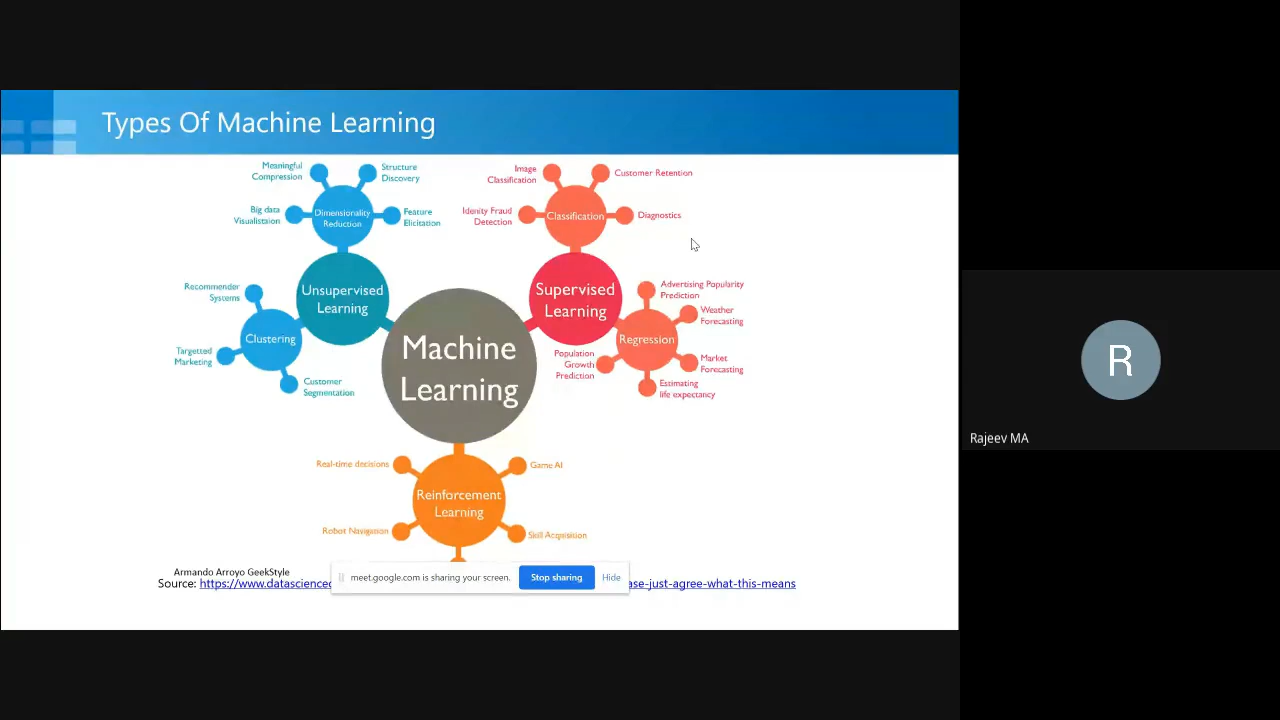 Types Of Machine Learning
Meaningful
Compression
Structure
Discovery
Big data
Visualistation
Dimensionality
Reduction
Feature
Elicitation
Image
Classification
Customer Retention
Idenity Fraud
Detection
Classification
Diagnostics
Recommender
Systems
Unsupervised
Learning
Supervised
Learning
Advertising Popularity
Prediction
Weather
Forecasting
Clustering
Targetted
Marketing
Customer
Segmentation
Machine
Learning
Regression
Population
Growth
Prediction
Market
Forecasting
Estimating
life expectancy
Real-time decisions
Game AI
Reinforcement
Learning
Robot Navigation
Skill Acquisition
Armando Arroyo GeekStyle
Source: https://www.datascience
ase-just-agree-what-this-means
meet.google.com is sharing your screen.
Stop sharing
Hide
R
Rajeev MA